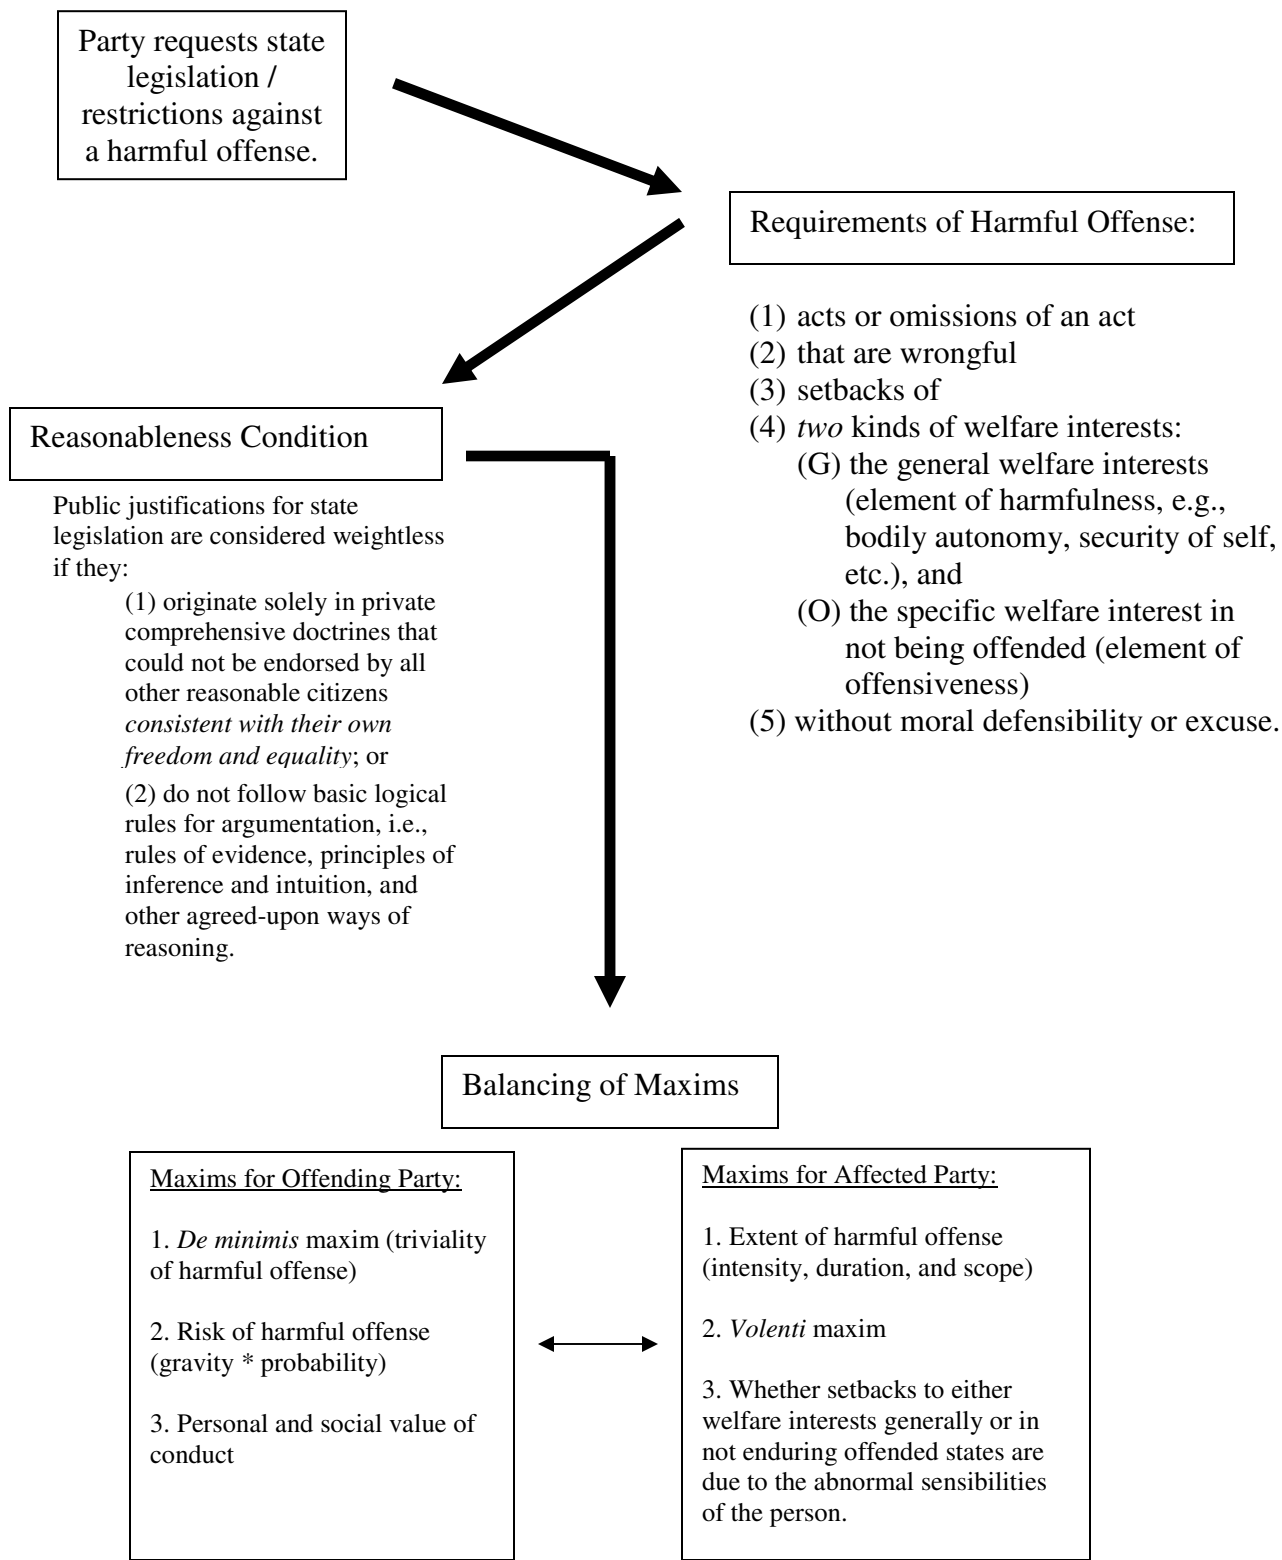 Party requests state
legislation /
restrictions against
a harmful offense.
Requirements of Harmful Offense:
(1) acts or omissions of an act
(2) that are wrongful
(3) setbacks of
(4) two kinds of welfare interests:
(G) the general welfare interests
(element of harmfulness, e.g.,
bodily autonomy, security of self,
etc.), and
(O) the specific welfare interest in
not being offended (element of
offensiveness)
(5) without moral defensibility or excuse.
Reasonableness Condition
Public justifications for state
legislation are considered weightless
if they:
(1) originate solely in private
comprehensive doctrines that
could not be endorsed by all
other reasonable citizens
consistent with their own
freedom and equality; or
(2) do not follow basic logical
rules for argumentation, i.e.,
rules of evidence, principles of
inference and intuition, and
other agreed-upon ways of
reasoning.
Balancing of Maxims
Maxims for Offending Party:
1. De minimis maxim (triviality
of harmful offense)
2. Risk of harmful offense
(gravity * probability)
3. Personal and social value of
conduct
Maxims for Affected Party:
1. Extent of harmful offense
(intensity, duration, and scope)
2. Volenti maxim
3. Whether setbacks to either
welfare interests generally or in
not enduring offended states are
due to the abnormal sensibilities
of the person.